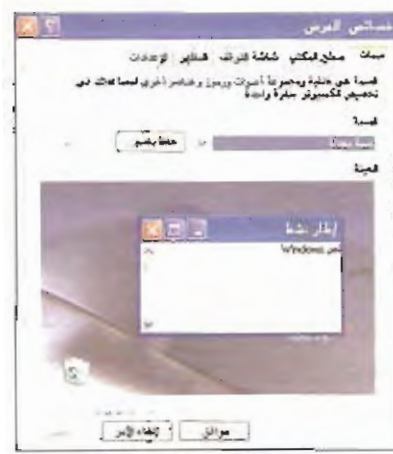 خصائص العرض
سمات سطح المكتب شاشة التوقف المظهر الإعدادات
السمة هي خلفية ومجموعة أصوات ورموز وعناصر أخرى لمساعدتك في
تخصيص الكمبيوتر بنقرة واحدة
السمة
حفظ باسم
العينة
إطار نشط
نص Windows
موافق
إلغاء الأمر